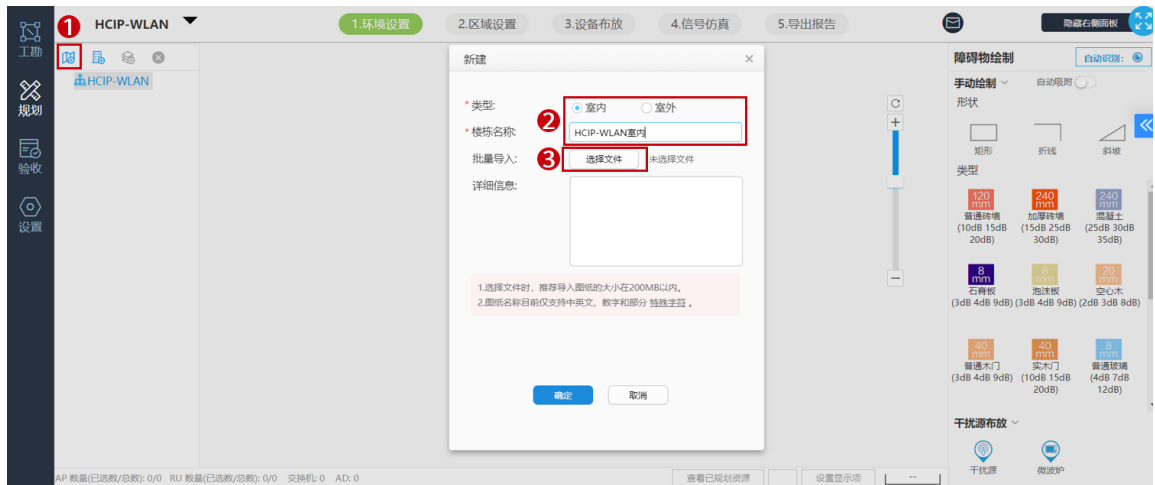 工勘
规划
验收
设置
1
HCIP-WLAN
1.环境设置
2.区域设置
3.设备布放
4.信号仿真
5.导出报告
隐藏右侧面板
HCIP-WLAN
新建
* 类型:
室内
室外
2
* 楼栋名称:
HCIP-WLAN室内
批量导入:
3
选择文件
未选择文件
详细信息:
1.选择文件时，推荐导入图纸的大小在200MB以内。
2.图纸名称目前仅支持中英文、数字和部分 特殊字符 。
确定
取消
障碍物绘制
自动识别:
手动绘制
自动吸附
形状
矩形
折线
斜坡
类型
120 mm
240 mm
240 mm
普通砖墙
加厚砖墙
混凝土
(10dB 15dB
(15dB 25dB
(25dB 30dB
20dB)
30dB)
35dB)
8 mm
8 mm
20 mm
石膏板
泡沫板
空心木
(3dB 4dB 9dB)
(3dB 4dB 9dB)
(2dB 3dB 8dB)
40 mm
40 mm
8 mm
普通木门
实木门
普通玻璃
(3dB 4dB 9dB)
(10dB 15dB
(4dB 7dB
20dB)
12dB)
干扰源布放
干扰源
微波炉
AP 数量(已选数/总数): 0/0 RU 数量(已选数/总数): 0/0 交换机: 0 AD: 0
查看已规划资源
设置显示项
--